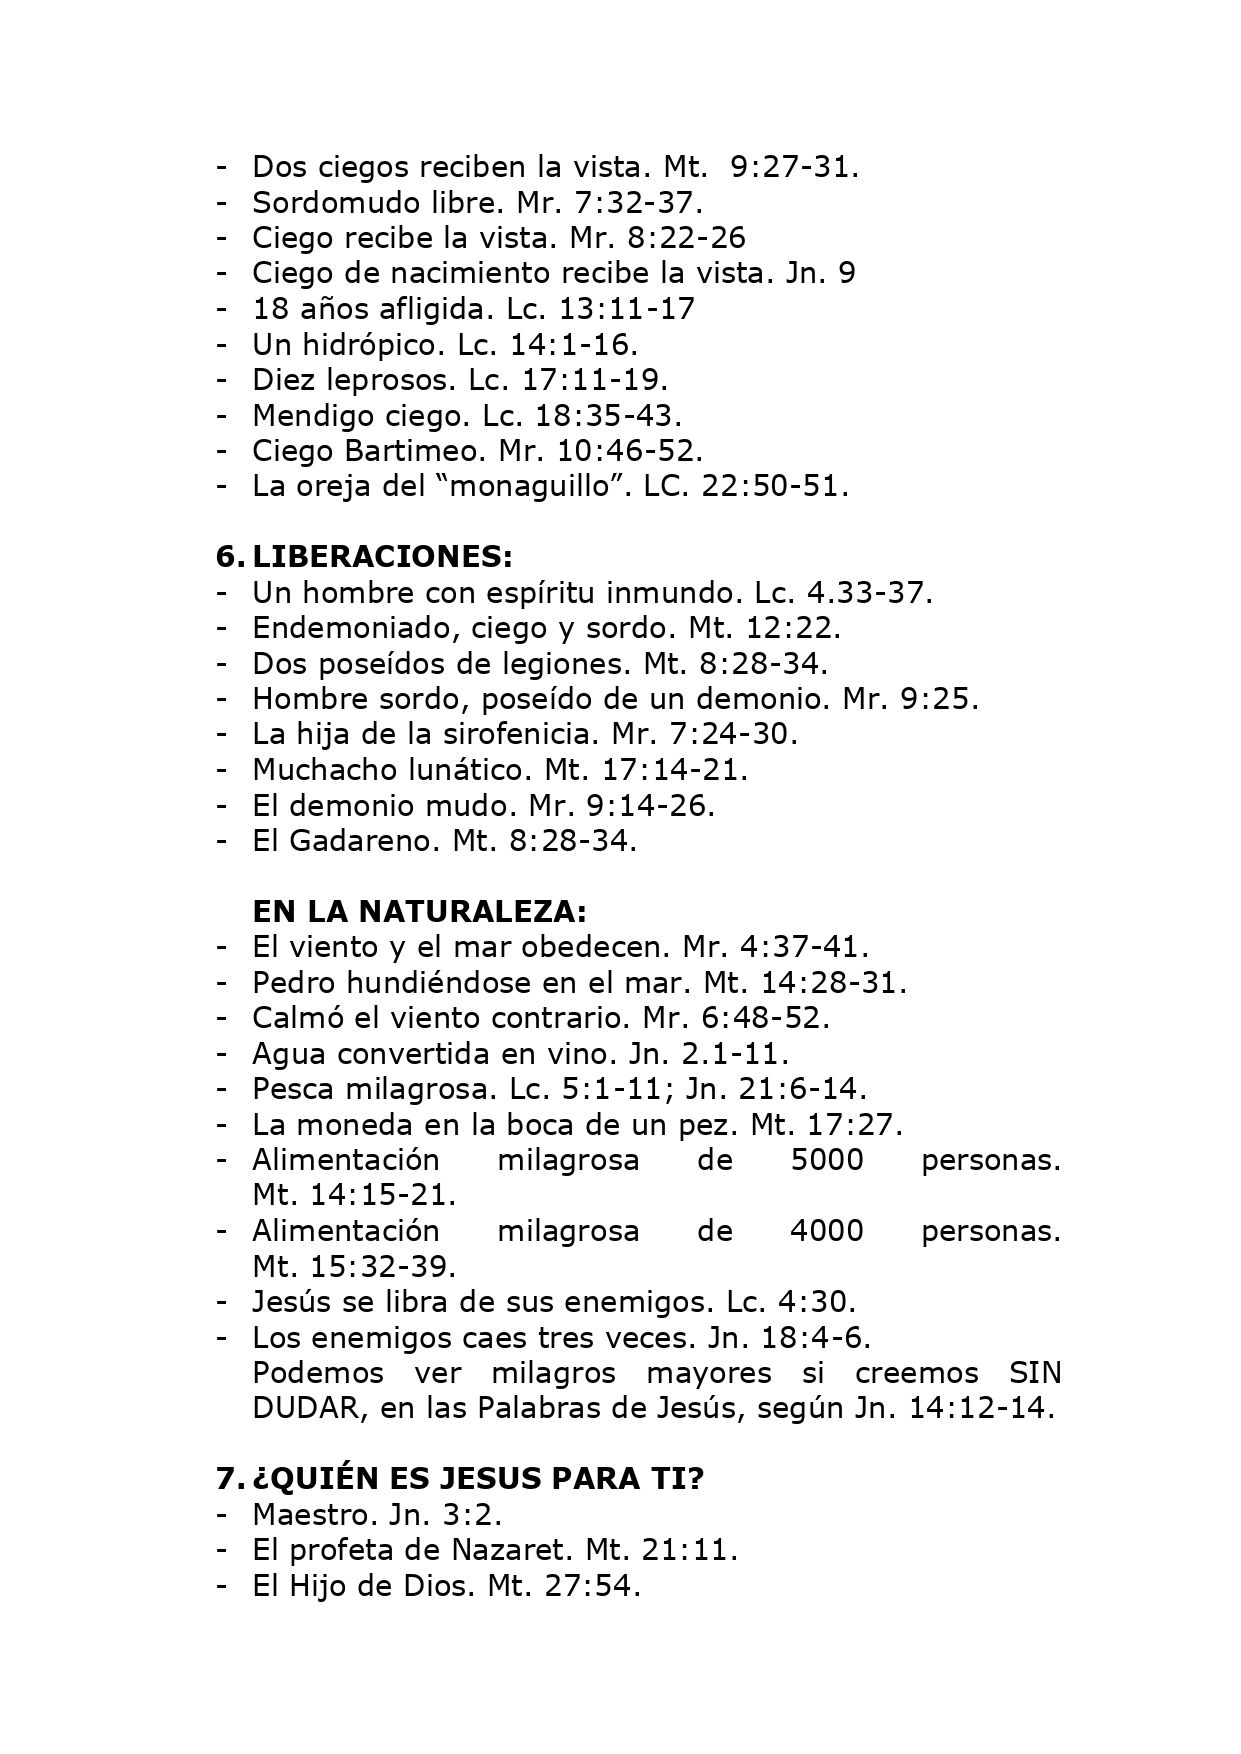 - Dos ciegos reciben la vista. Mt.  9:27-31.
- Sordomudo libre. Mr. 7:32-37.
- Ciego recibe la vista. Mr. 8:22-26
- Ciego de nacimiento recibe la vista. Jn. 9
- 18 años afligida. Lc. 13:11-17
- Un hidrópico. Lc. 14:1-16.
- Diez leprosos. Lc. 17:11-19.
- Mendigo ciego. Lc. 18:35-43.
- Ciego Bartimeo. Mr. 10:46-52.
- La oreja del “monaguillo”. LC. 22:50-51.
6. LIBERACIONES:
- Un hombre con espíritu inmundo. Lc. 4.33-37.
- Endemoniado, ciego y sordo. Mt. 12:22.
- Dos poseídos de legiones. Mt. 8:28-34.
- Hombre sordo, poseído de un demonio. Mr. 9:25.
- La hija de la sirofenicia. Mr. 7:24-30.
- Muchacho lunático. Mt. 17:14-21.
- El demonio mudo. Mr. 9:14-26.
- El Gadareno. Mt. 8:28-34.
EN LA NATURALEZA:
- El viento y el mar obedecen. Mr. 4:37-41.
- Pedro hundiéndose en el mar. Mt. 14:28-31.
- Calmó el viento contrario. Mr. 6:48-52.
- Agua convertida en vino. Jn. 2.1-11.
- Pesca milagrosa. Lc. 5:1-11; Jn. 21:6-14.
- La moneda en la boca de un pez. Mt. 17:27.
- Alimentación milagrosa de 5000 personas.
Mt. 14:15-21.
- Alimentación milagrosa de 4000 personas.
Mt. 15:32-39.
- Jesús se libra de sus enemigos. Lc. 4:30.
- Los enemigos caes tres veces. Jn. 18:4-6.
Podemos ver milagros mayores si creemos SIN
DUDAR, en las Palabras de Jesús, según Jn. 14:12-14.
7. ¿QUIÉN ES JESUS PARA TI?
- Maestro. Jn. 3:2.
- El profeta de Nazaret. Mt. 21:11.
- El Hijo de Dios. Mt. 27:54.